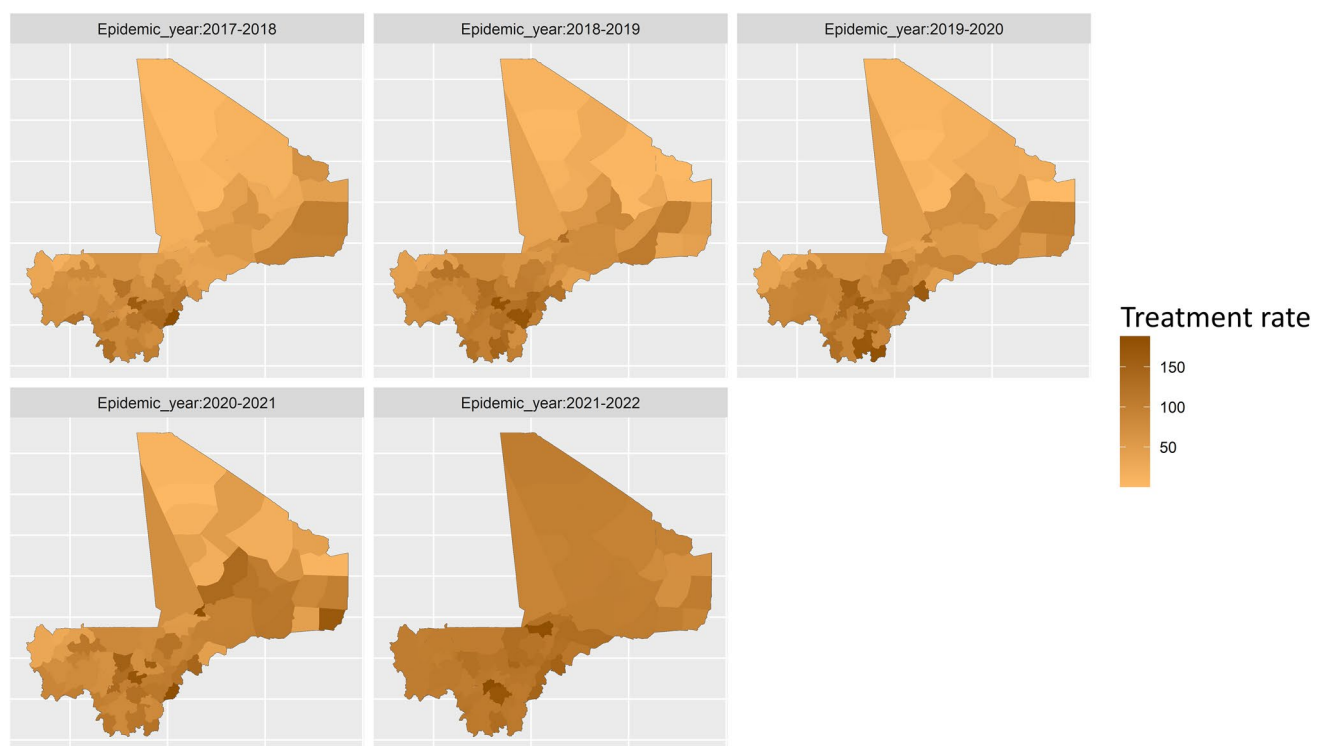 Epidemic_year:2017-2018
Epidemic_year:2018-2019
Epidemic_year:2019-2020
Treatment rate
150
100
50
Epidemic_year:2020-2021
Epidemic_year:2021-2022